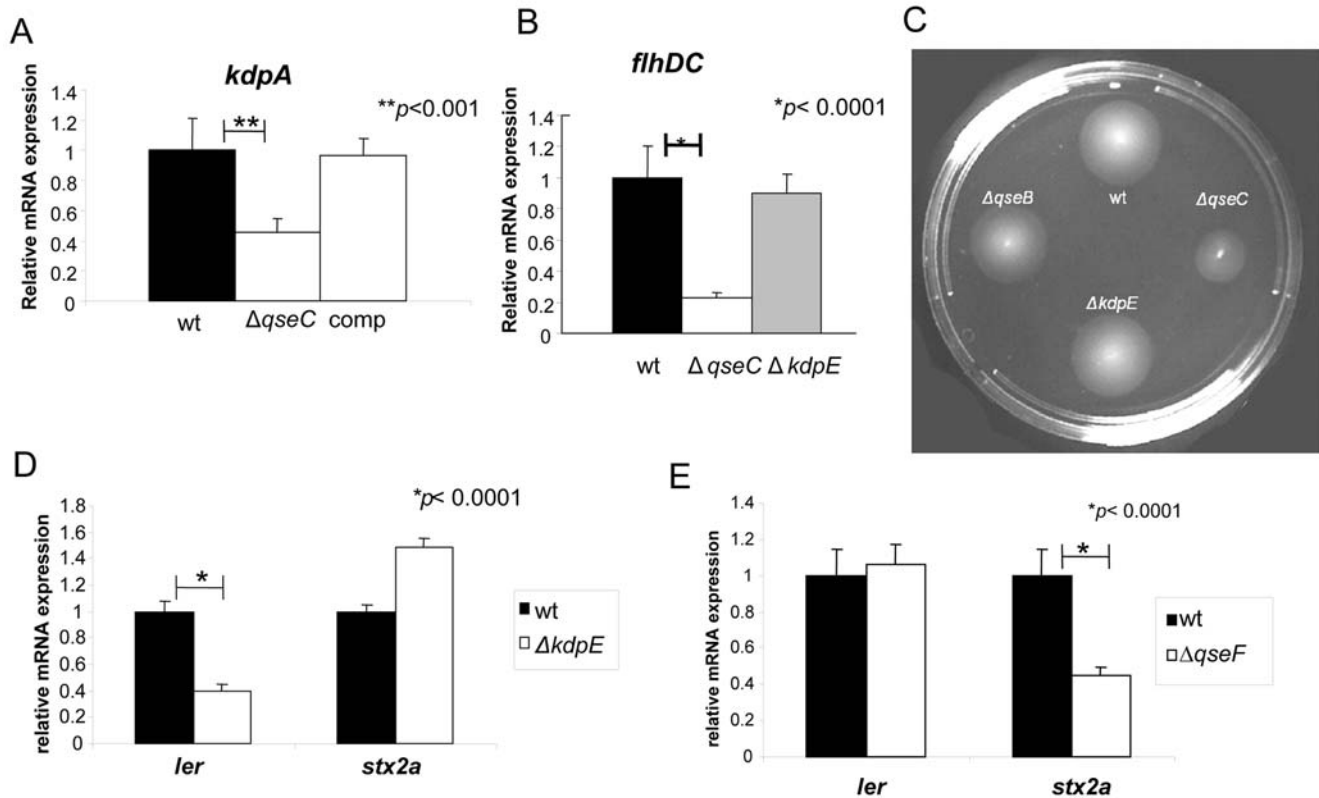 A
kdpA
**p<0.001
Relative mRNA expression
1.4
1.2
1
0.8
0.6
0.4
0.2
0
**
wt ΔqseC comp
B
flhDC
*p< 0.0001
Relative mRNA expression
1.4
1.2
1
0.8
0.6
0.4
0.2
0
*
wt Δ qseC Δ kdpE
C
wt
ΔqseB
ΔqseC
ΔkdpE
D
*p< 0.0001
relative mRNA expression
1.8
1.6
1.4
1.2
1
0.8
0.6
0.4
0.2
0
*
ler stx2a
wt
ΔkdpE
E
*p< 0.0001
relative mRNA expression
1.4
1.2
1
0.8
0.6
0.4
0.2
0
*
ler stx2a
wt
ΔqseF